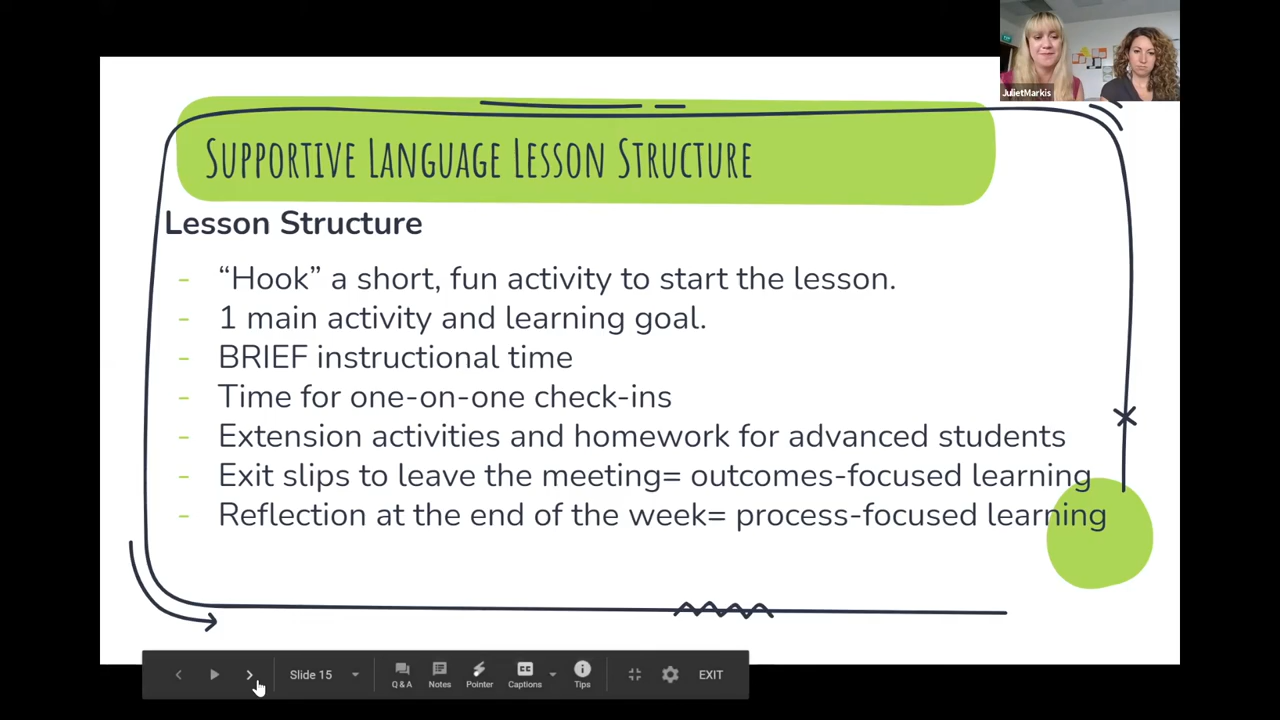 JulietMarkis
Supportive Language Lesson Structure
Lesson Structure
- “Hook” a short, fun activity to start the lesson.
- 1 main activity and learning goal.
- BRIEF instructional time
- Time for one-on-one check-ins
- Extension activities and homework for advanced students
- Exit slips to leave the meeting= outcomes-focused learning
- Reflection at the end of the week= process-focused learning
Slide 15
Q & A
Notes
Pointer
CC
Captions
Tips
EXIT